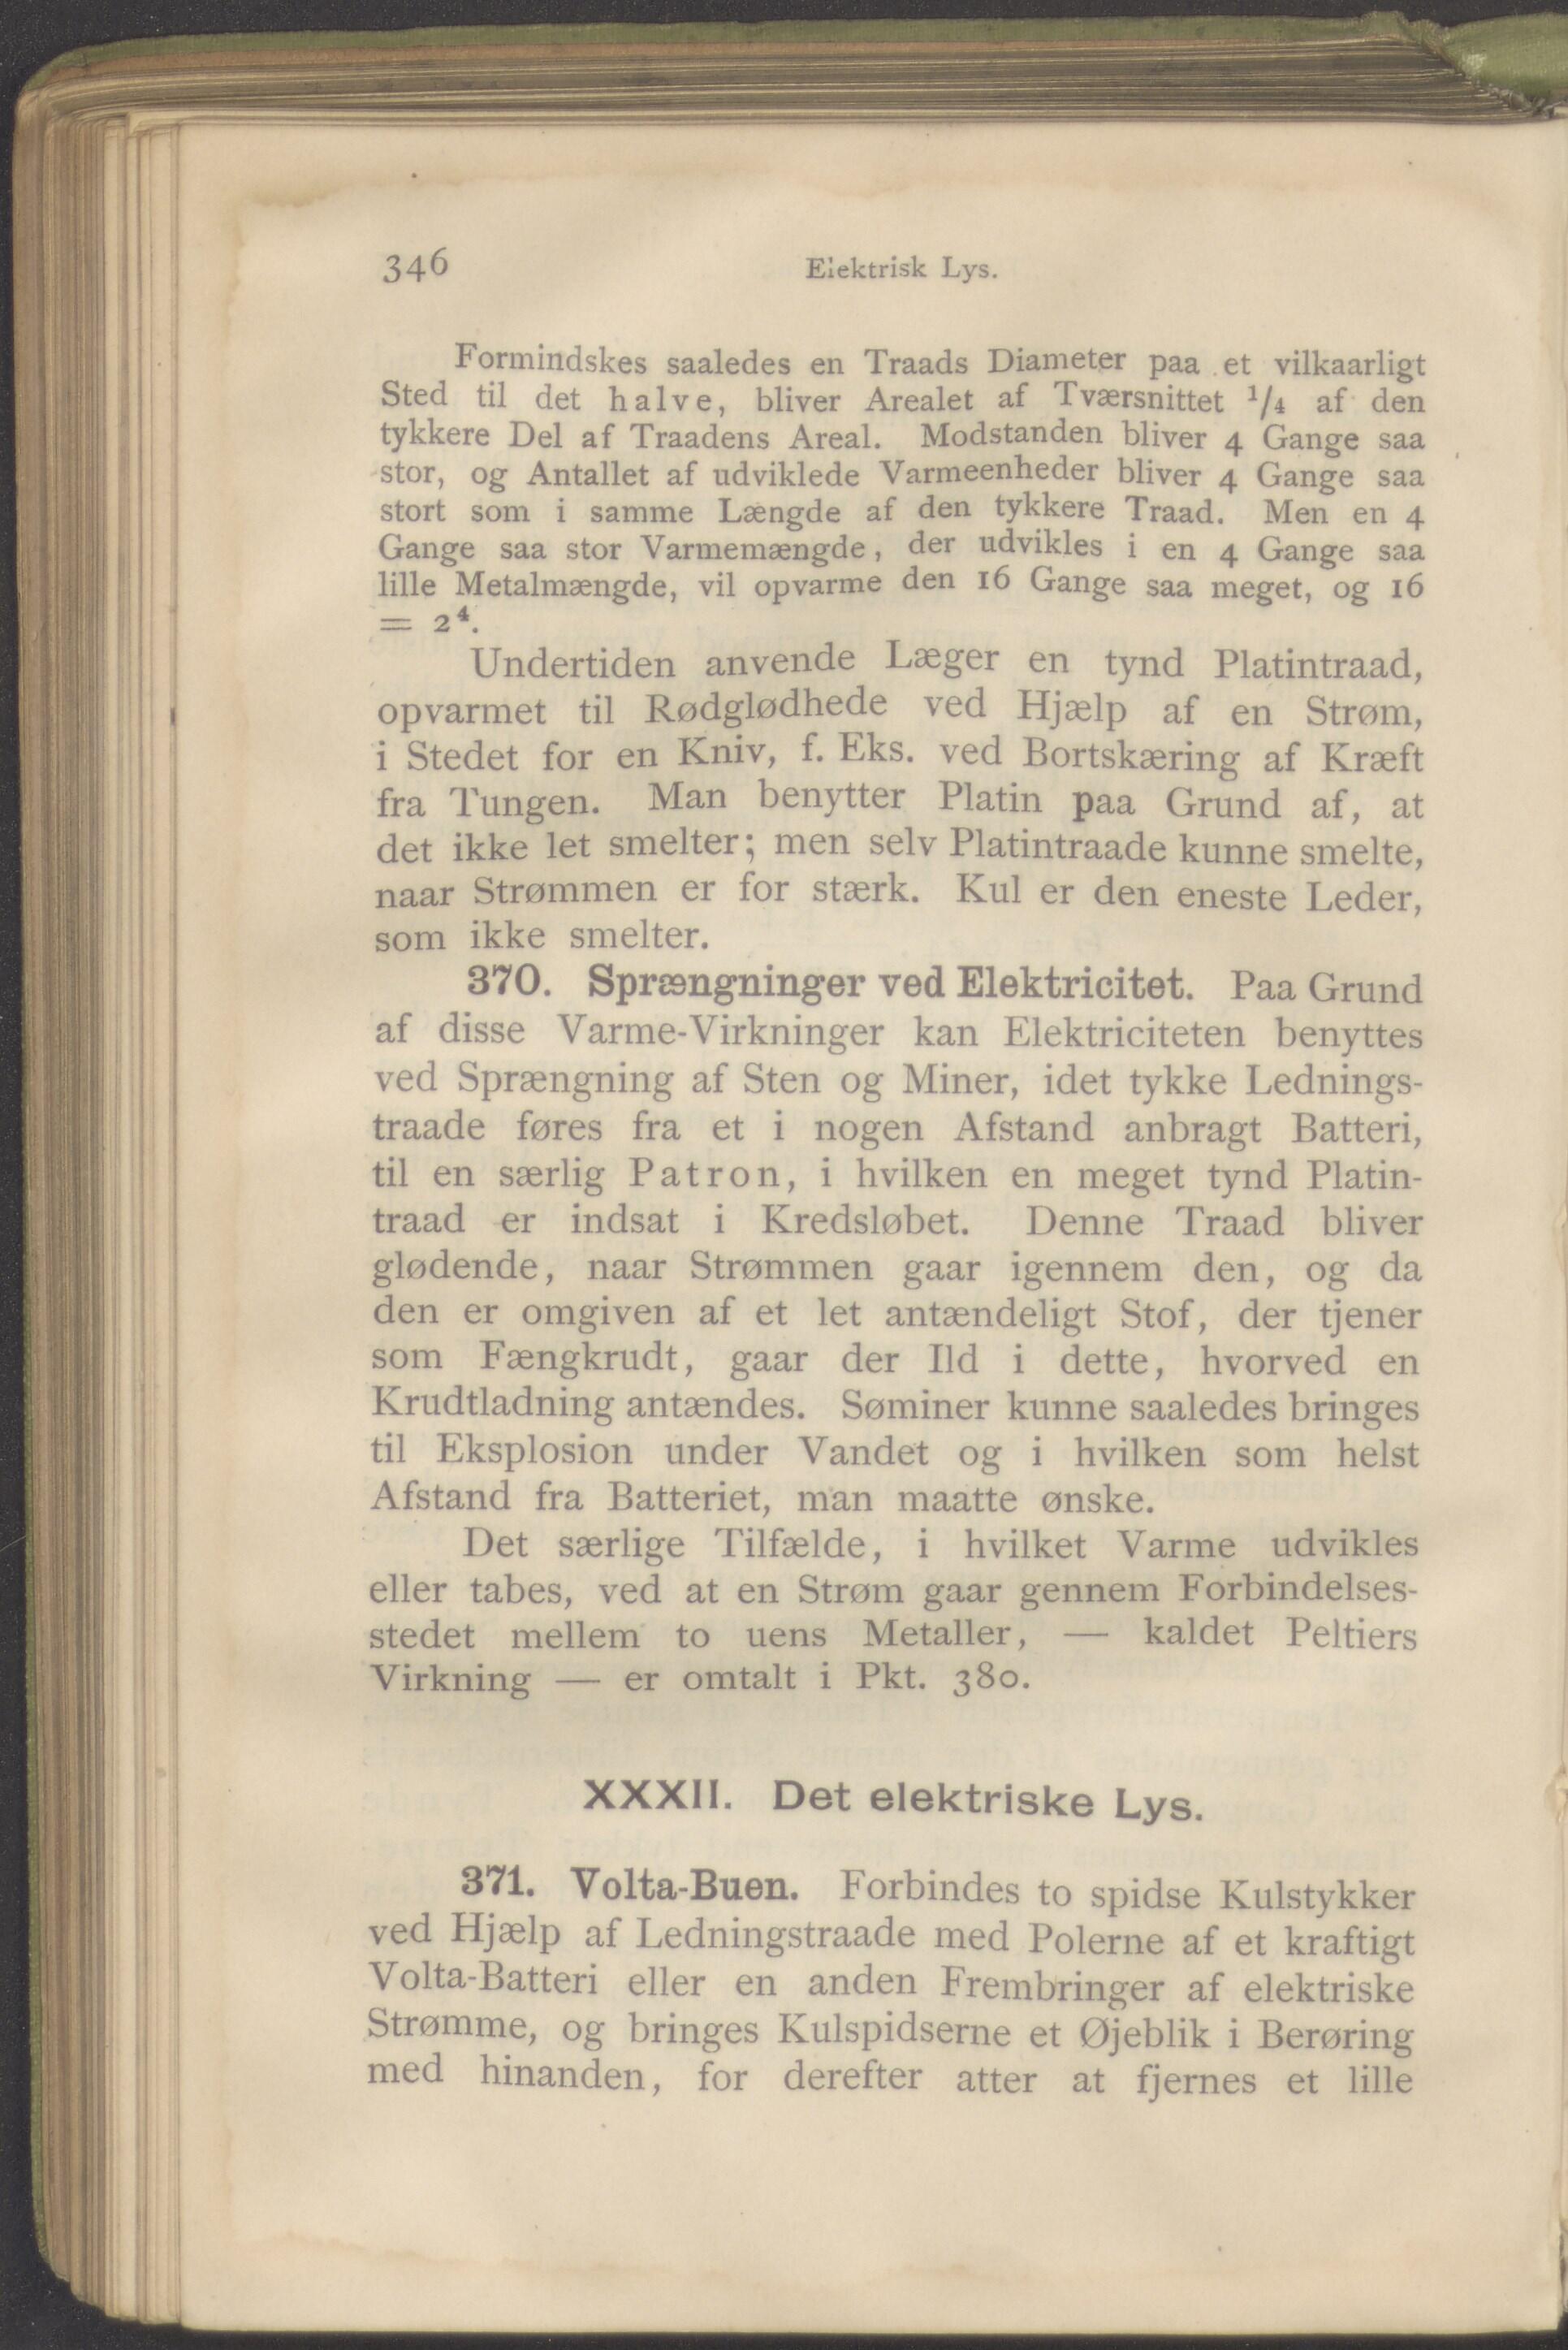 346
Elektrisk Lys.
Formindskes saaledes en Traads Diameter paa et vilkaarligt
Sted til det halve, bliver Arealet af Tværsnittet 1/4 af den
tykkere Del af Traadens Areal. Modstanden bliver 4 Gange saa
stor, og Antallet af udviklede Varmeenheder bliver 4 Gange saa
stort som i samme Længde af den tykkere Traad. Men en 4
Gange saa stor Varmemængde, der udvikles i en 4 Gange saa
lille Metalmængde, vil opvarme den 16 Gange saa meget, og 16
= 2⁴.
Undertiden anvende Læger en tynd Platintraad,
opvarmet til Rødglødhede ved Hjælp af en Strøm,
i Stedet for en Kniv, f. Eks. ved Bortskæring af Kræft
fra Tungen. Man benytter Platin paa Grund af, at
det ikke let smelter; men selv Platintraade kunne smelte,
naar Strømmen er for stærk. Kul er den eneste Leder,
som ikke smelter.
370. Sprængninger ved Elektricitet. Paa Grund
af disse Varme-Virkninger kan Elektriciteten benyttes
ved Sprængning af Sten og Miner, idet tykke Lednings-
traade føres fra et i nogen Afstand anbragt Batteri,
til en særlig Patron, i hvilken en meget tynd Platin-
traad er indsat i Kredsløbet. Denne Traad bliver
glødende, naar Strømmen gaar igennem den, og da
den er omgiven af et let antændeligt Stof, der tjener
som Fængkrudt, gaar der Ild i dette, hvorved en
Krudtladning antændes. Søminer kunne saaledes bringes
til Eksplosion under Vandet og i hvilken som helst
Afstand fra Batteriet, man maatte ønske.
Det særlige Tilfælde, i hvilket Varme udvikles
eller tabes, ved at en Strøm gaar gennem Forbindelses-
stedet mellem to uens Metaller, — kaldet Peltiers
Virkning — er omtalt i Pkt. 380.
XXXII. Det elektriske Lys.
371. Volta-Buen. Forbindes to spidse Kulstykker
ved Hjælp af Ledningstraade med Polerne af et kraftigt
Volta-Batteri eller en anden Frembringer af elektriske
Strømme, og bringes Kulspidserne et Øjeblik i Berøring
med hinanden, for derefter atter at fjernes et lille